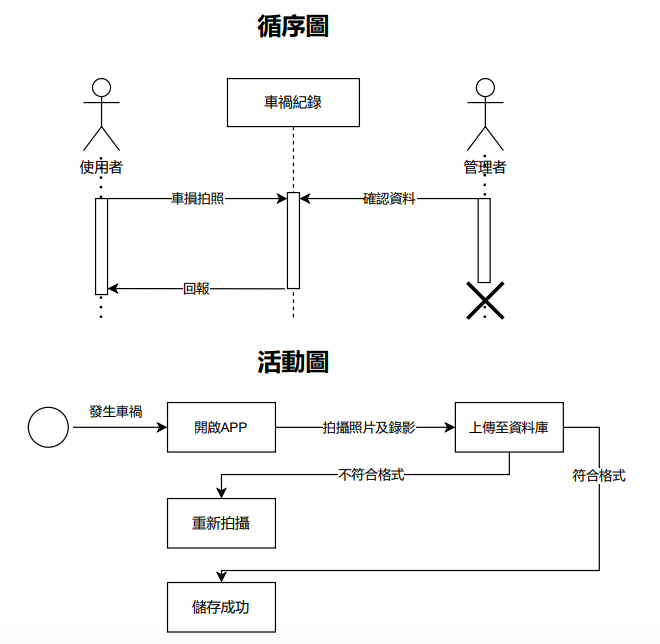 循序圖
車禍紀錄
使用者
管理者
車損拍照
確認資料
回報
活動圖
發生車禍
開啟APP
拍攝照片及錄影
上傳至資料庫
不符合格式
符合格式
重新拍攝
儲存成功